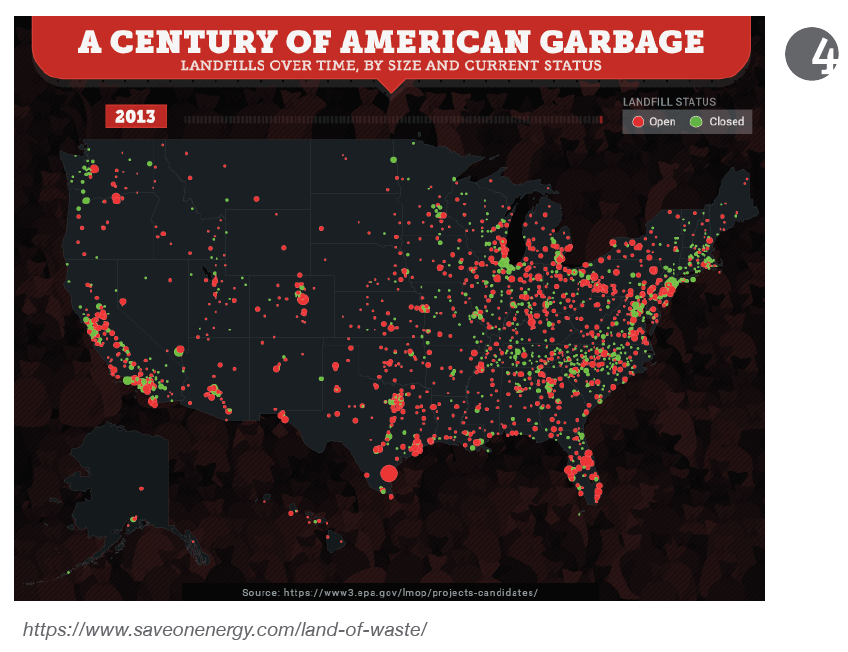 A CENTURY OF AMERICAN GARBAGE
LANDFILLS OVER TIME, BY SIZE AND CURRENT STATUS
4
2013
LANDFILL STATUS
Open Closed
Source: https://www3.epa.gov/lmop/projects-candidates/
https://www.saveonenergy.com/land-of-waste/